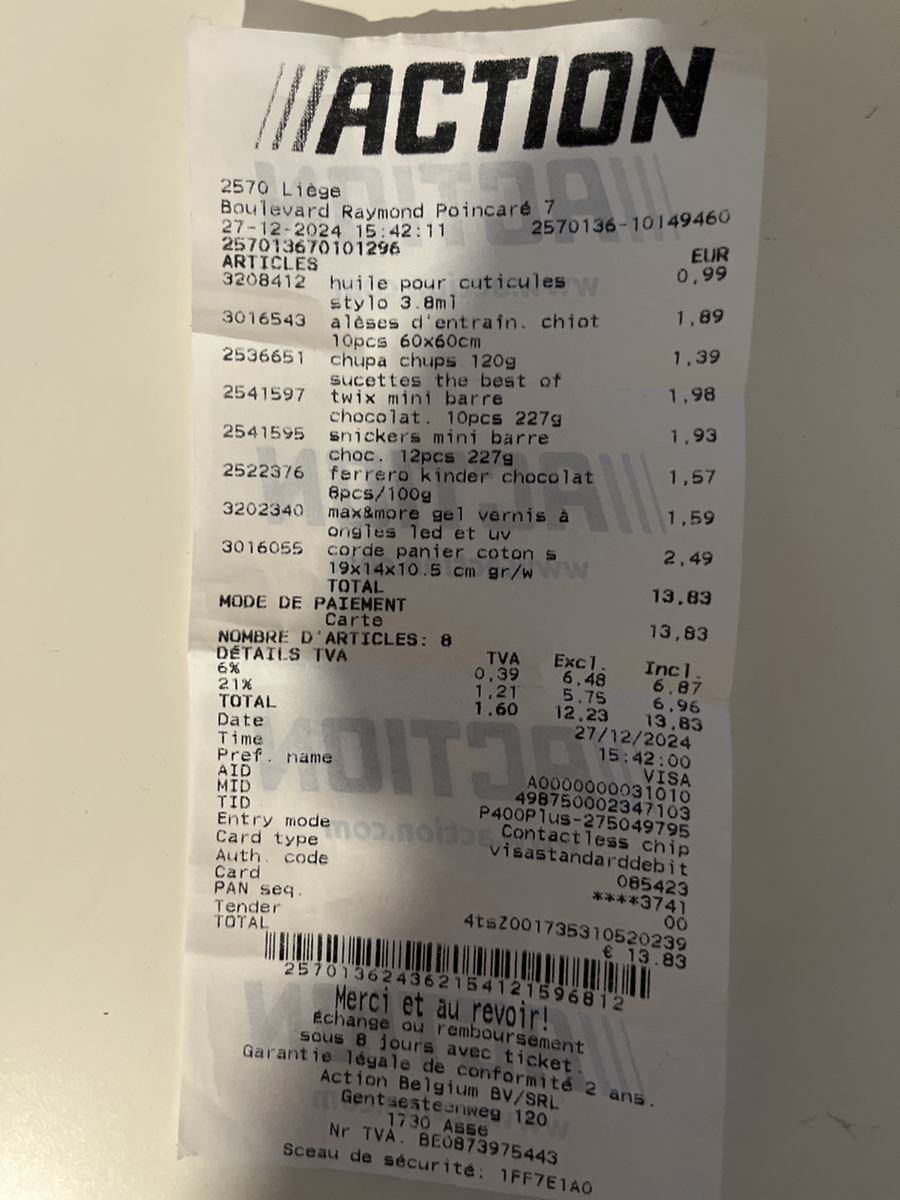 ACTION
2570 Liège
Boulevard Raymond Poincaré 7
27-12-2024 15:42:11 2570136-10149460
257013670101296
ARTICLES EUR
3208412 huile pour cuticules 0,99
stylo 3.8ml
3016543 alèses d'entraîn. chiot 1,89
10pcs 60x60cm
2536651 chupa chups 120g 1,39
sucettes the best of
2541597 twix mini barre 1,98
chocolat. 10pcs 227g
2541595 snickers mini barre 1,93
choc. 12pcs 227g
2522376 ferrero kinder chocolat 1,57
8pcs/100g
3202340 max&more gel vernis à 1,59
ongles led et uv
3016055 corde panier coton s 2,49
19x14x10.5 cm gr/w
TOTAL 13,83
MODE DE PAIEMENT
Carte 13,83
NOMBRE D'ARTICLES: 8
DÉTAILS TVA TVA Excl. Incl.
6% 0,39 6,48 6,87
21% 1,21 5,75 6,96
TOTAL 1,60 12,23 13,83
Date 27/12/2024
Time 15:42:00
Pref. name VISA
AID A0000000031010
MID 498750002347103
TID P400Plus-275049795
Entry mode Contactless chip
Card type visastandarddebit
Auth. code 085423
Card ****3741
PAN seq. 00
Tender 4tsZ001735310520239
TOTAL € 13.83
257013624362154121596812
Merci et au revoir!
Échange ou remboursement
sous 8 jours avec ticket.
Garantie légale de conformité 2 ans.
Action Belgium BV/SRL
Gentsesteenweg 120
1730 Asse
Nr TVA. BE0873975443
Sceau de sécurité: 1FF7E1A0